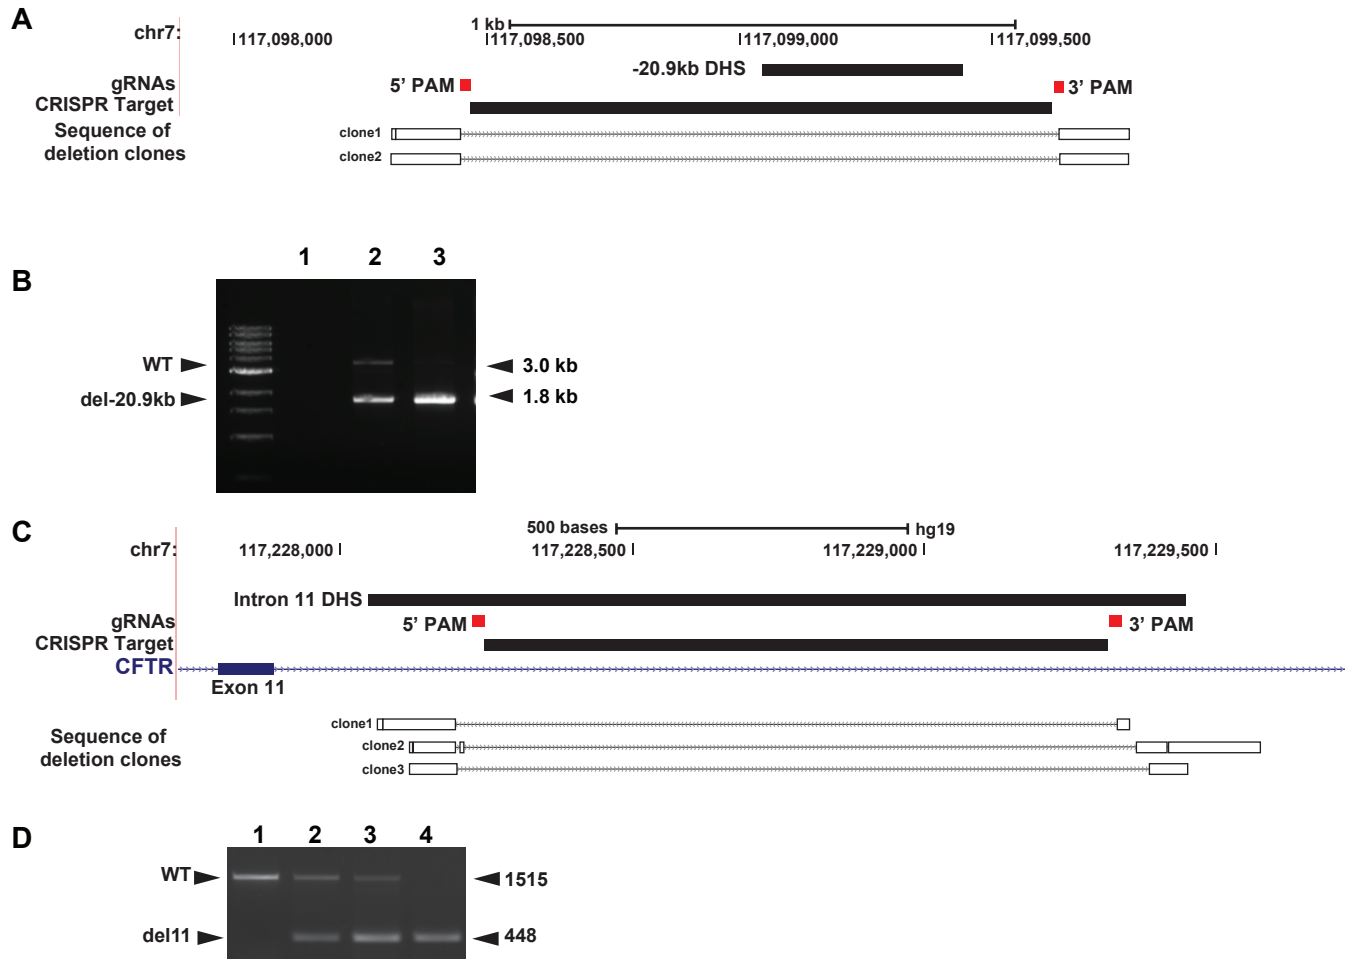 A
1 kb
chr7:
117,098,000
117,098,500
117,099,000
117,099,500
-20.9kb DHS
gRNAs
5' PAM
3' PAM
CRISPR Target
Sequence of
deletion clones
clone1
clone2
B
1 2 3
WT
3.0 kb
del-20.9kb
1.8 kb
C
500 bases
hg19
chr7:
117,228,000
117,228,500
117,229,000
117,229,500
Intron 11 DHS
gRNAs
5' PAM
3' PAM
CRISPR Target
CFTR
Exon 11
Sequence of
deletion clones
clone1
clone2
clone3
D
1 2 3 4
WT
1515
del11
448